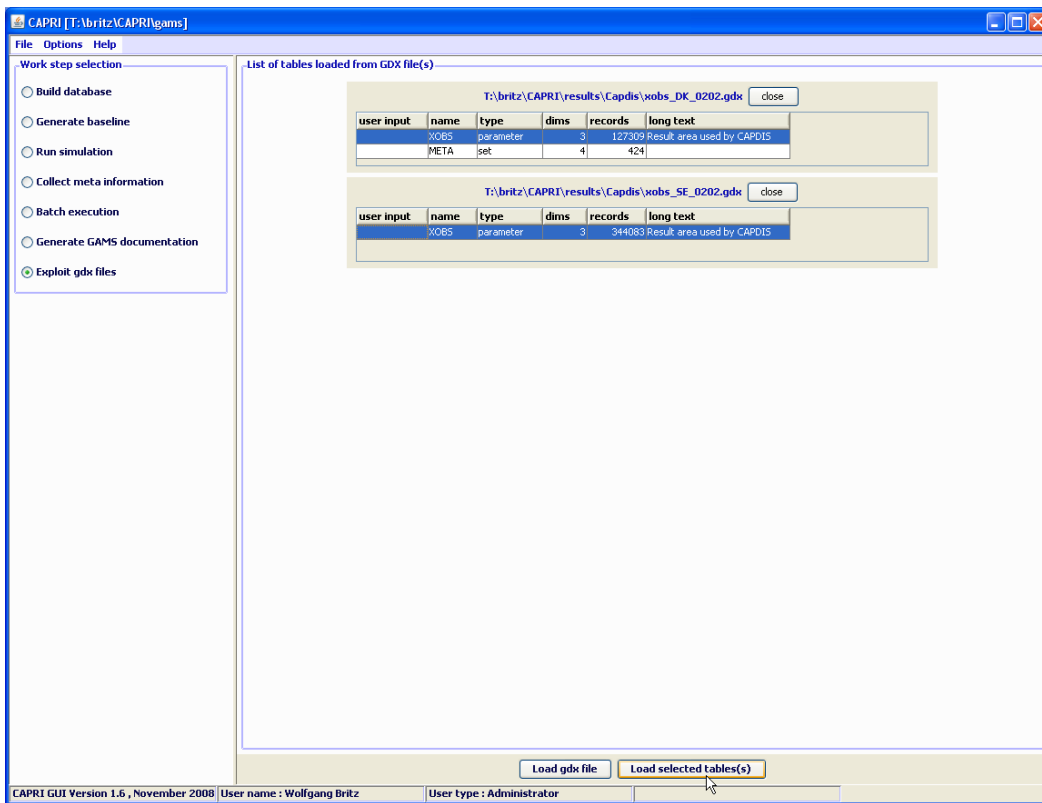 CAPRI [T:\britz\CAPRI\gams]
File Options Help
Work step selection
Build database
Generate baseline
Run simulation
Collect meta information
Batch execution
Generate GAMS documentation
Exploit gdx files
List of tables loaded from GDX file(s)
T:\britz\CAPRI\results\Capdis\xobs_DK_0202.gdx close
user input name type dims records long text
XOBS parameter 3 127309 Result area used by CAPDIS
META set 4 424
T:\britz\CAPRI\results\Capdis\xobs_SE_0202.gdx close
user input name type dims records long text
XOBS parameter 3 344083 Result area used by CAPDIS
Load gdx file Load selected tables(s)
CAPRI GUI Version 1.6 , November 2008 User name : Wolfgang Britz User type : Administrator